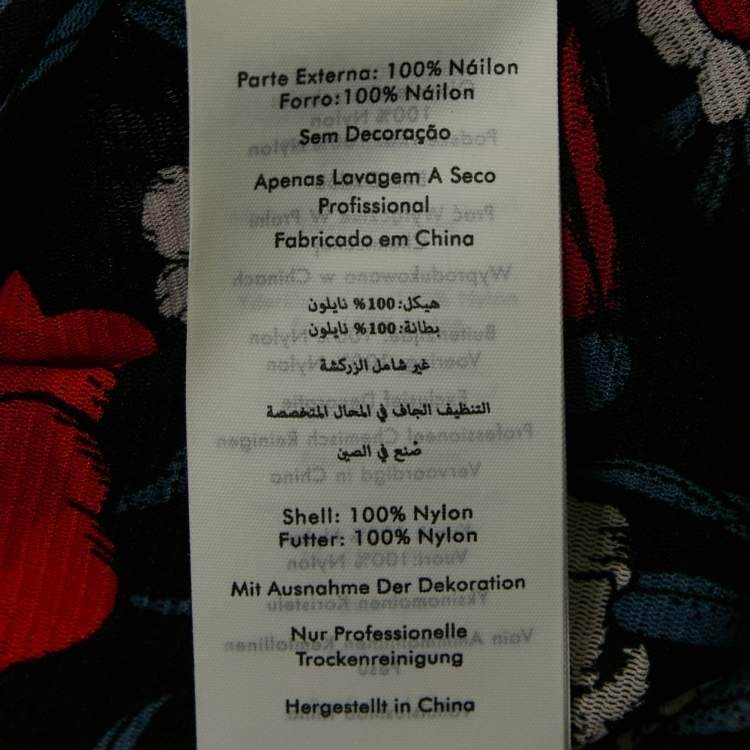 Parte Externa: 100% Náilon
Forro:100% Náilon
Sem Decoração
Apenas Lavagem A Seco
Profissional
Fabricado em China
هيكل: 100% نايلون
بطانة: 100% نايلون
غير شامل الزركشة
التنظيف الجاف في المحال المتخصصة
صُنع في الصين
Shell: 100% Nylon
Futter: 100% Nylon
Mit Ausnahme Der Dekoration
Nur Professionelle
Trockenreinigung
Hergestellt in China